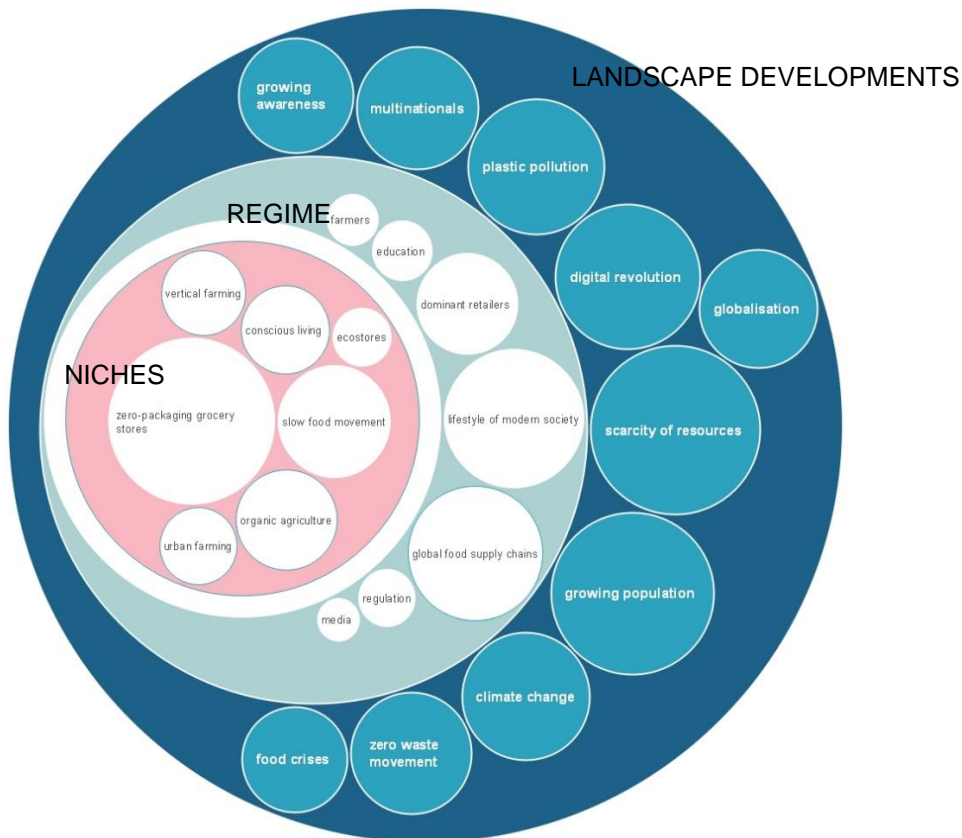 LANDSCAPE DEVELOPMENTS
growing
awareness
multinationals
plastic pollution
digital revolution
globalisation
scarcity of resources
growing population
climate change
zero waste
movement
food crises
REGIME
farmers
education
dominant retailers
lifestyle of modern society
global food supply chains
regulation
media
NICHES
vertical farming
conscious living
ecostores
zero-packaging grocery
stores
slow food movement
organic agriculture
urban farming